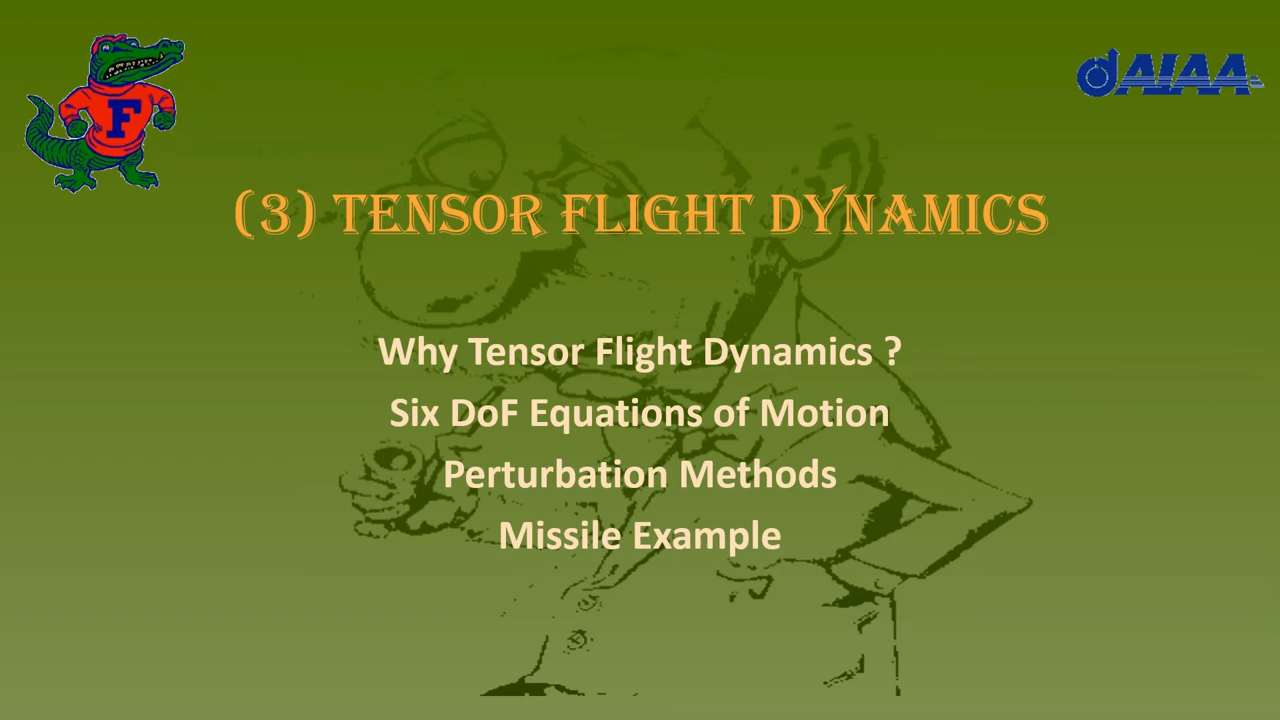 F
AIAA
(3) TENSOR FLIGHT DYNAMICS
Why Tensor Flight Dynamics ?
Six DoF Equations of Motion
Perturbation Methods
Missile Example